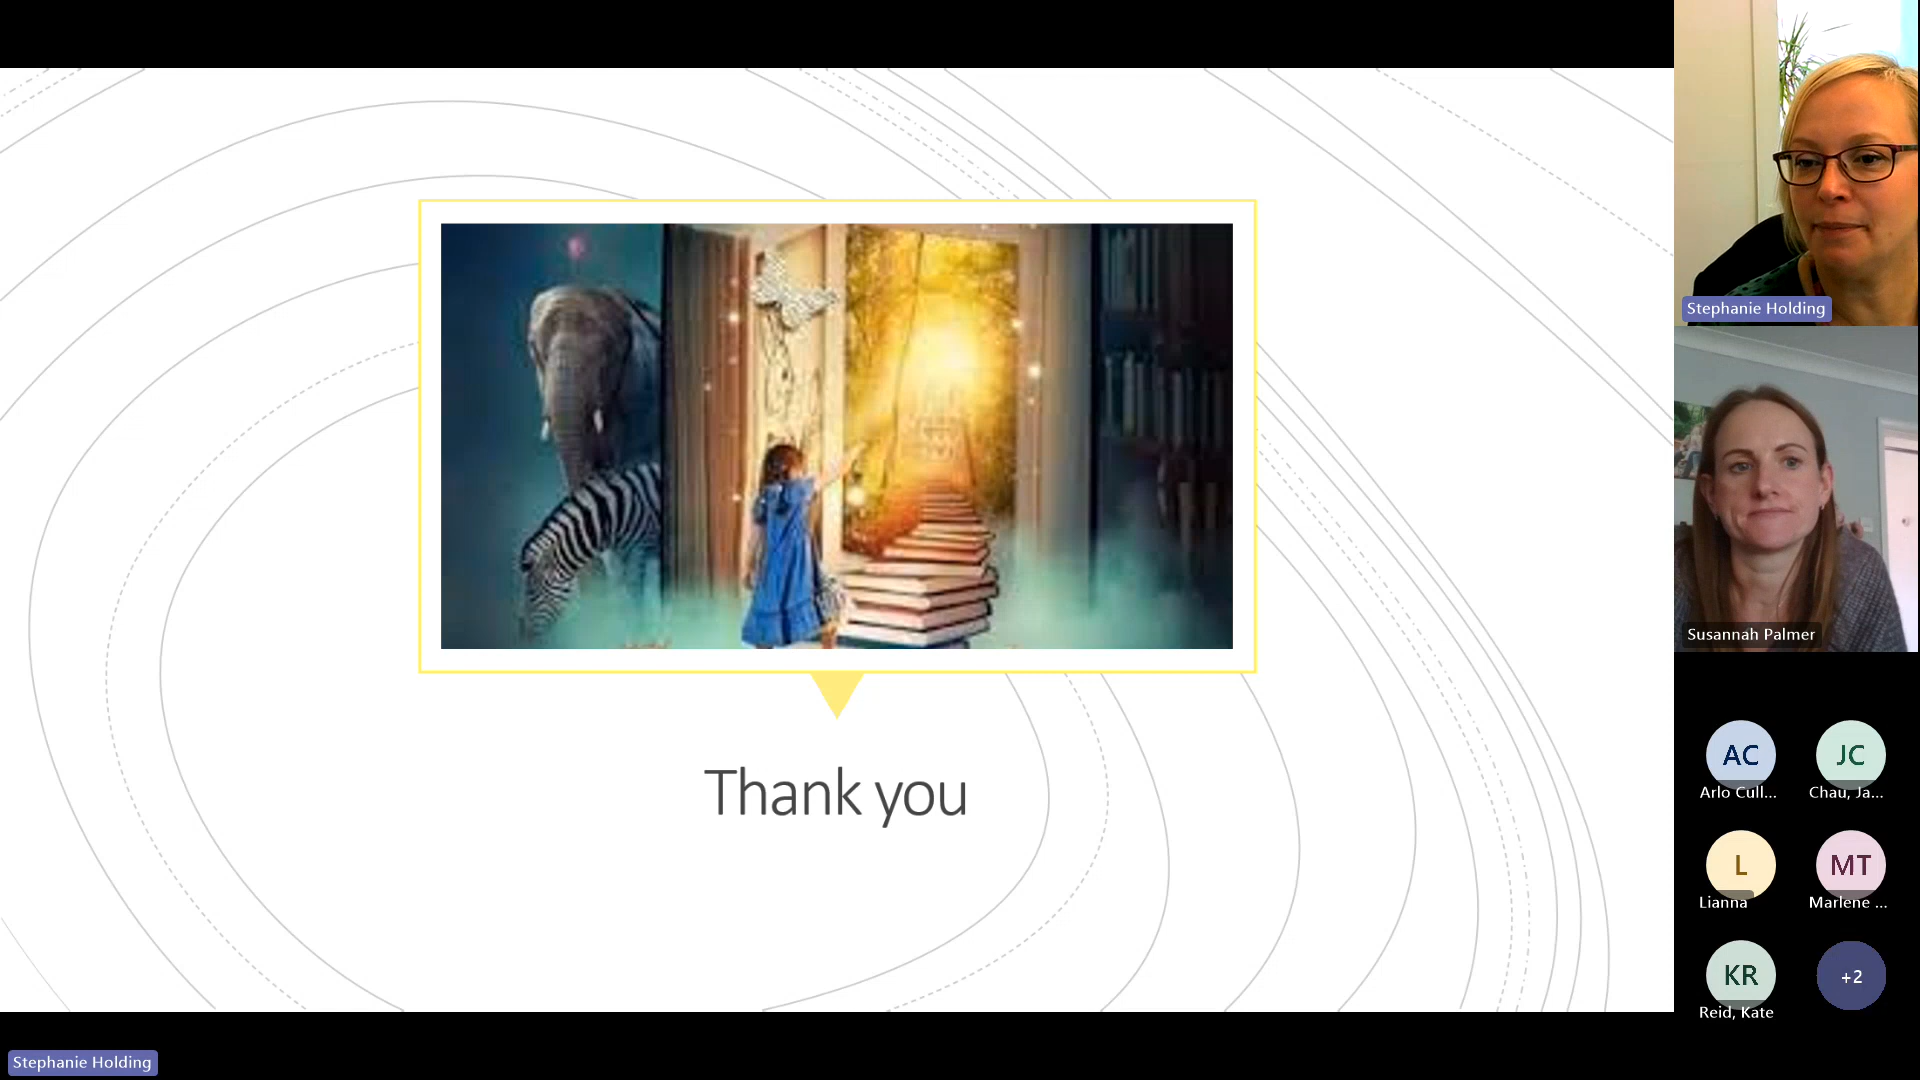 Thank you
Stephanie Holding
Susannah Palmer
AC
JC
Arlo Cull...
Chau, Ja...
L
MT
Lianna
Marlene ...
KR
+2
Reid, Kate
Stephanie Holding